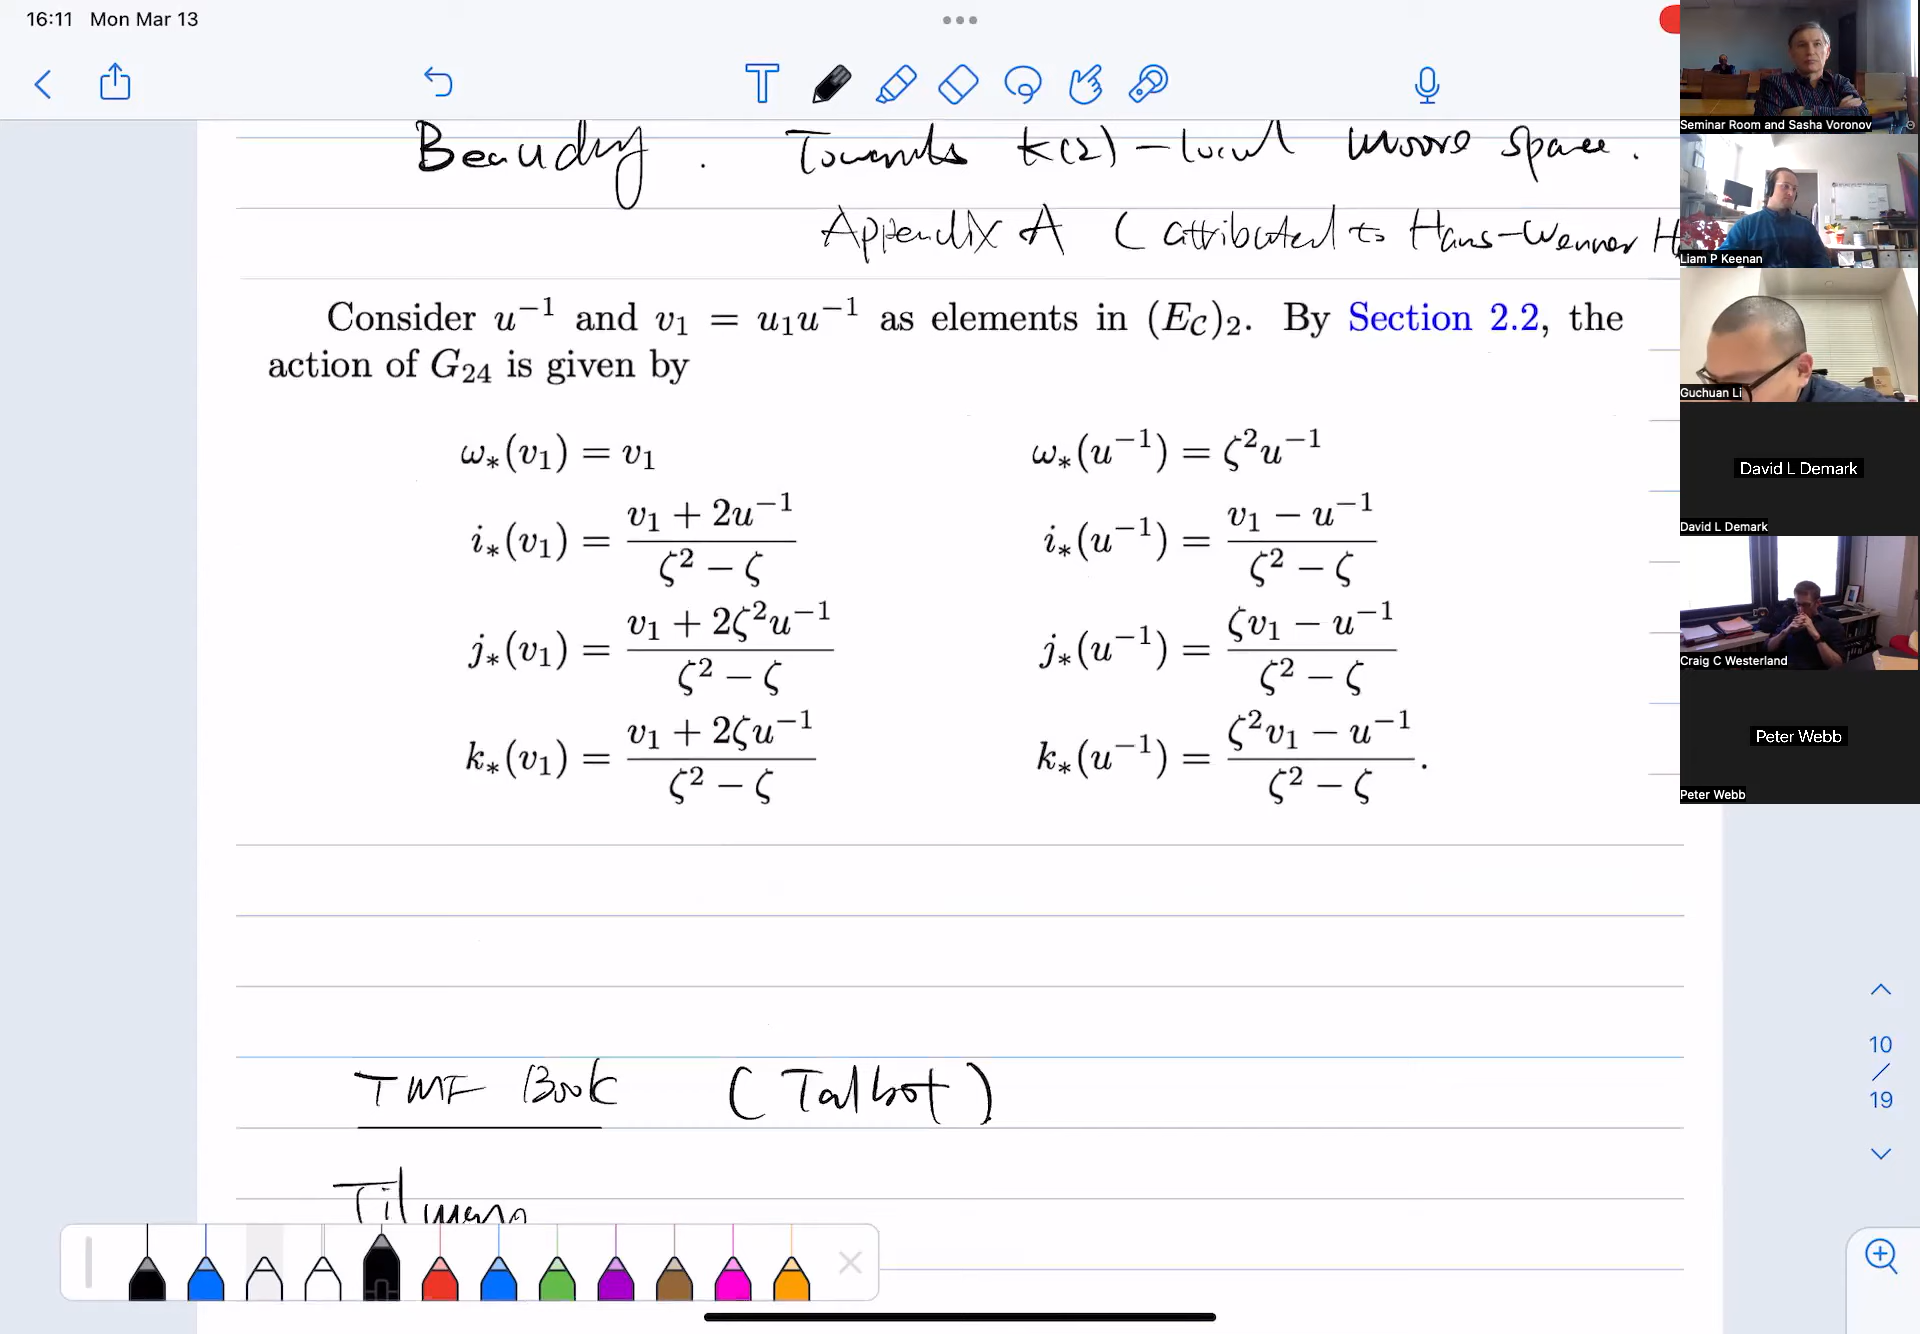 16:11 Mon Mar 13
Beaudry. Towards K(2)-local Moore space.
Appendix A (attributed to Hans-Werner H
Consider u⁻¹ and v₁ = u₁u⁻¹ as elements in (E_C)₂. By Section 2.2, the
action of G₂₄ is given by
ω∗(v₁) = v₁ ω∗(u⁻¹) = ζ²u⁻¹
i∗(v₁) = (v₁ + 2u⁻¹)/(ζ² − ζ) i∗(u⁻¹) = (v₁ − u⁻¹)/(ζ² − ζ)
j∗(v₁) = (v₁ + 2ζ²u⁻¹)/(ζ² − ζ) j∗(u⁻¹) = (ζv₁ − u⁻¹)/(ζ² − ζ)
k∗(v₁) = (v₁ + 2ζu⁻¹)/(ζ² − ζ) k∗(u⁻¹) = (ζ²v₁ − u⁻¹)/(ζ² − ζ).
TMF Book (Talbot)
Tilmann
10
/
19
Seminar Room and Sasha Voronov
Liam P Keenan
Guchuan Li
David L Demark
David L Demark
Craig C Westerland
Peter Webb
Peter Webb